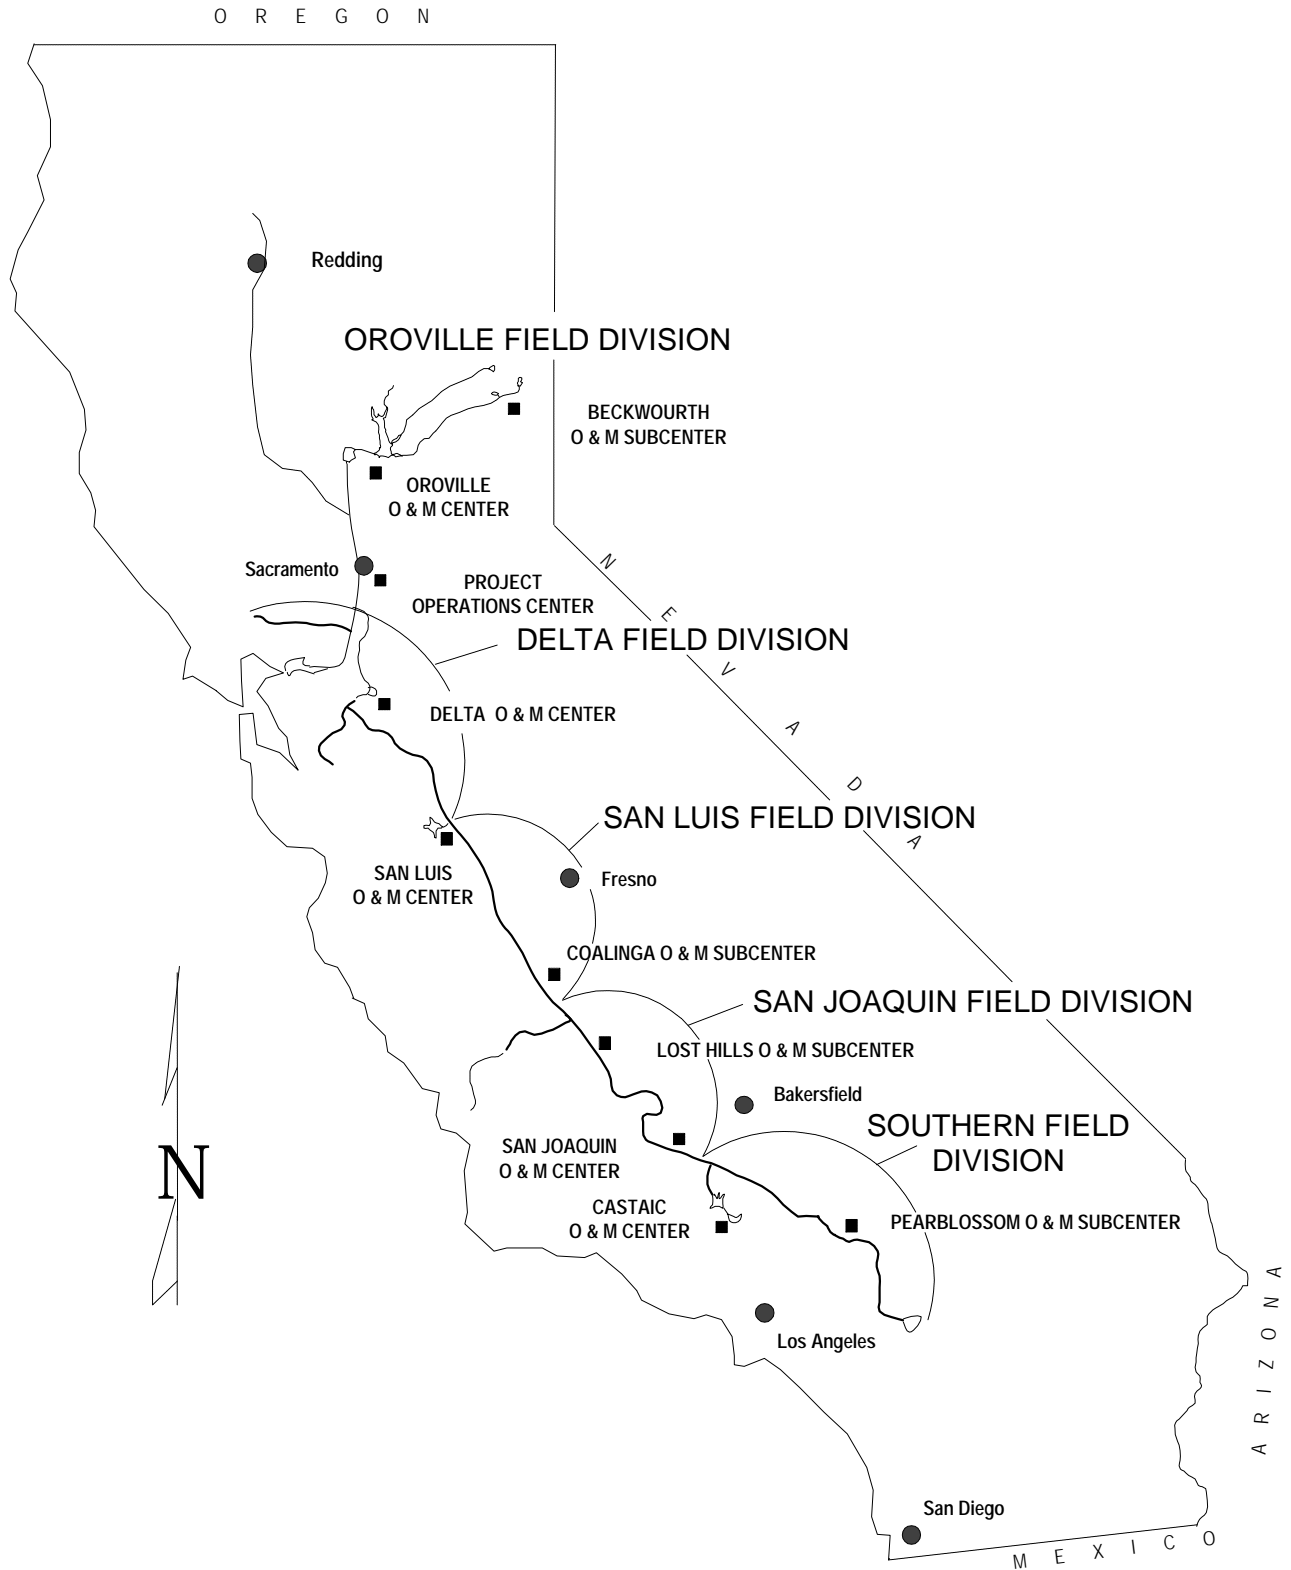 OREGON
Redding
OROVILLE FIELD DIVISION
BECKWOURTH
O & M SUBCENTER
OROVILLE
O & M CENTER
Sacramento
PROJECT
OPERATIONS CENTER
NEVADA
DELTA FIELD DIVISION
DELTA O & M CENTER
SAN LUIS FIELD DIVISION
SAN LUIS
O & M CENTER
Fresno
COALINGA O & M SUBCENTER
SAN JOAQUIN FIELD DIVISION
LOST HILLS O & M SUBCENTER
Bakersfield
SOUTHERN FIELD
DIVISION
SAN JOAQUIN
O & M CENTER
N
CASTAIC
O & M CENTER
PEARBLOSSOM O & M SUBCENTER
ARIZONA
Los Angeles
San Diego
MEXICO